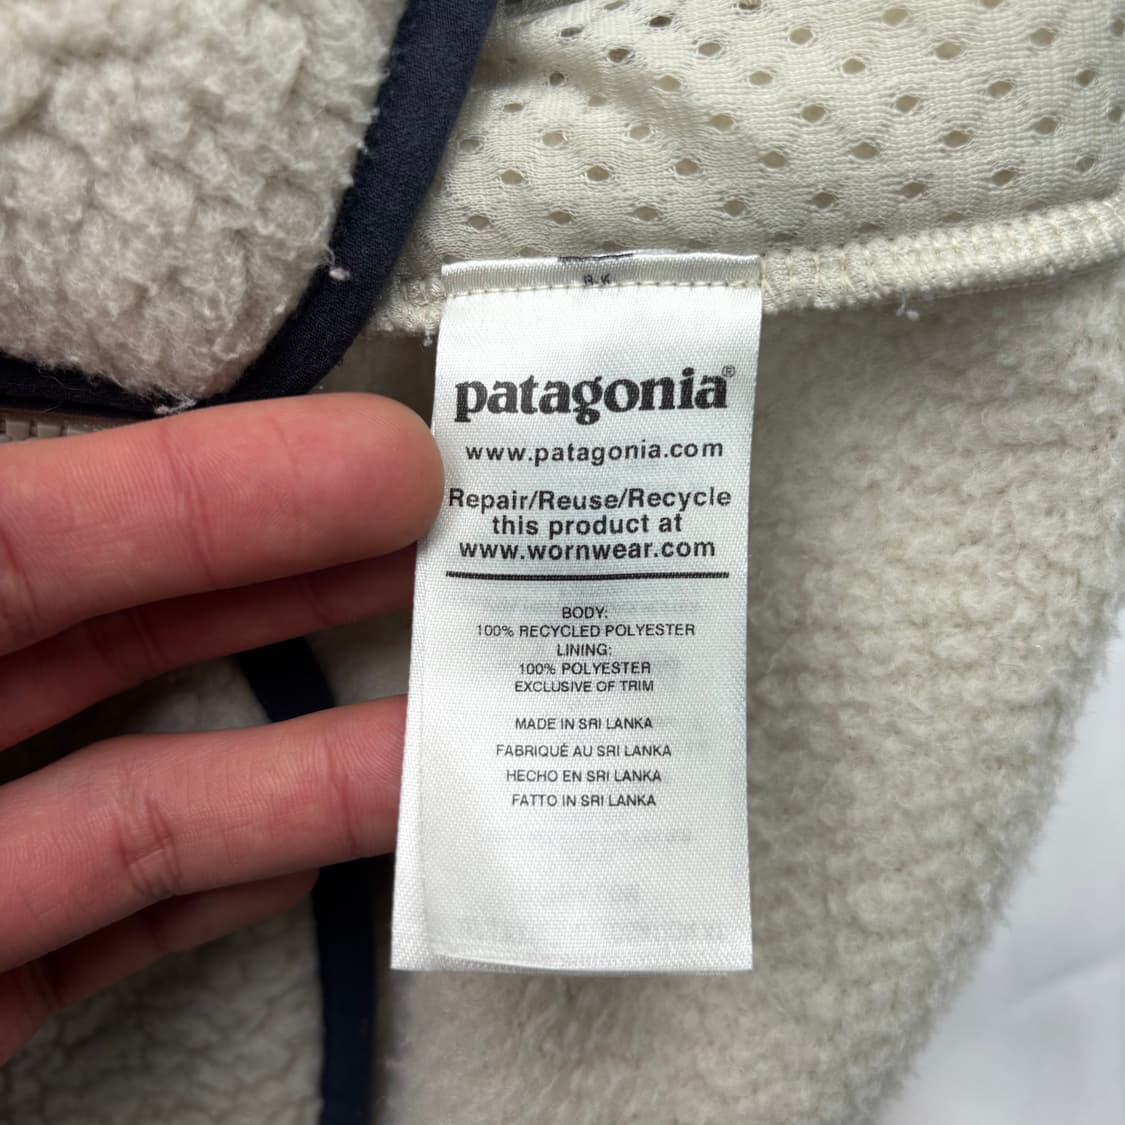 patagonia®
www.patagonia.com
Repair/Reuse/Recycle
this product at
www.wornwear.com
BODY:
100% RECYCLED POLYESTER
LINING:
100% POLYESTER
EXCLUSIVE OF TRIM
MADE IN SRI LANKA
FABRIQUÉ AU SRI LANKA
HECHO EN SRI LANKA
FATTO IN SRI LANKA